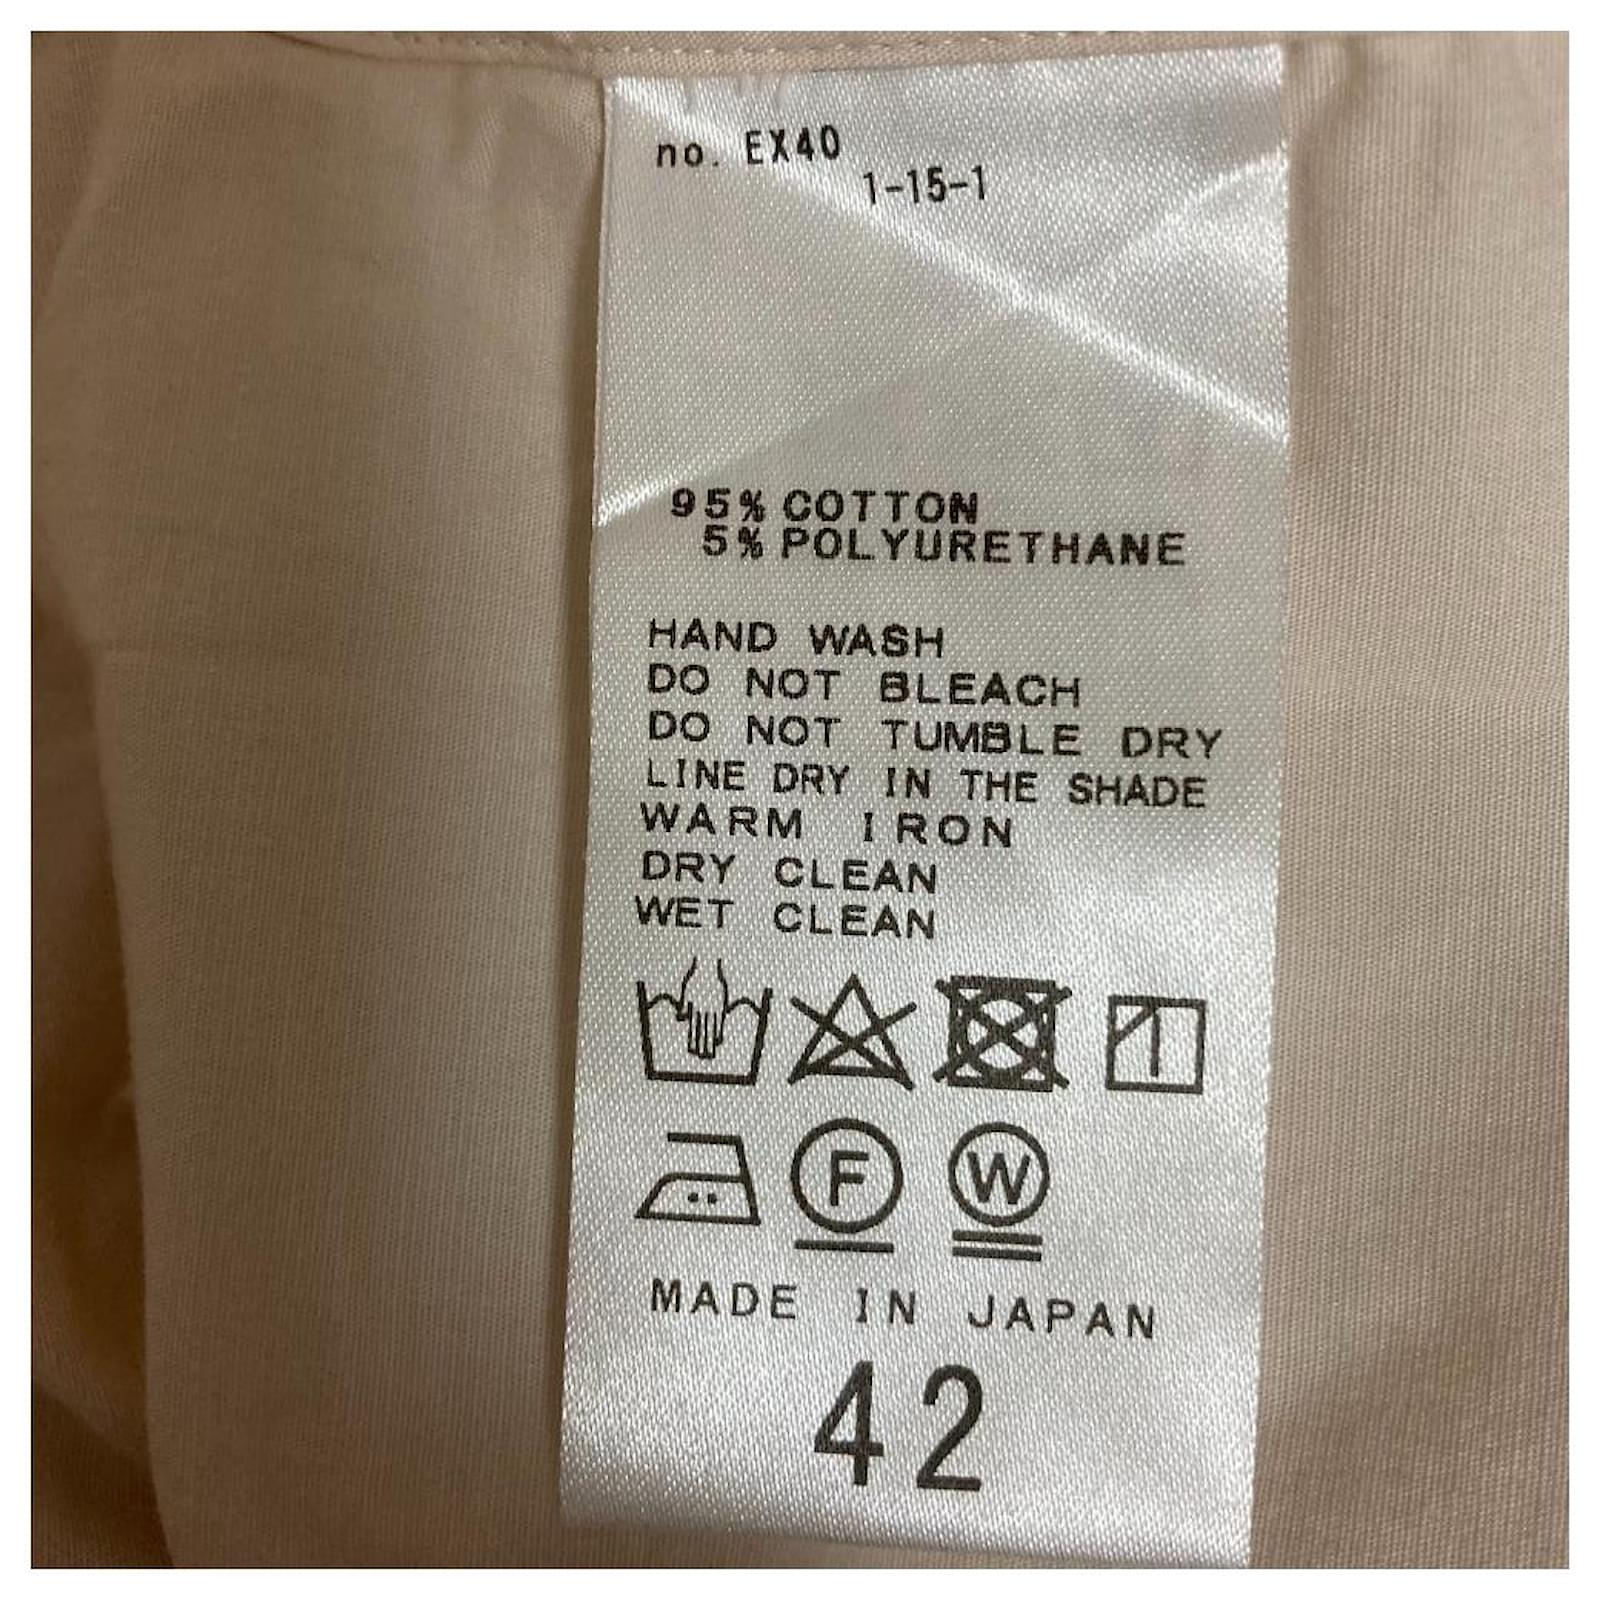 no. EX40
1-15-1
95% COTTON
5% POLYURETHANE
HAND WASH
DO NOT BLEACH
DO NOT TUMBLE DRY
LINE DRY IN THE SHADE
WARM IRON
DRY CLEAN
WET CLEAN
F W
MADE IN JAPAN
42